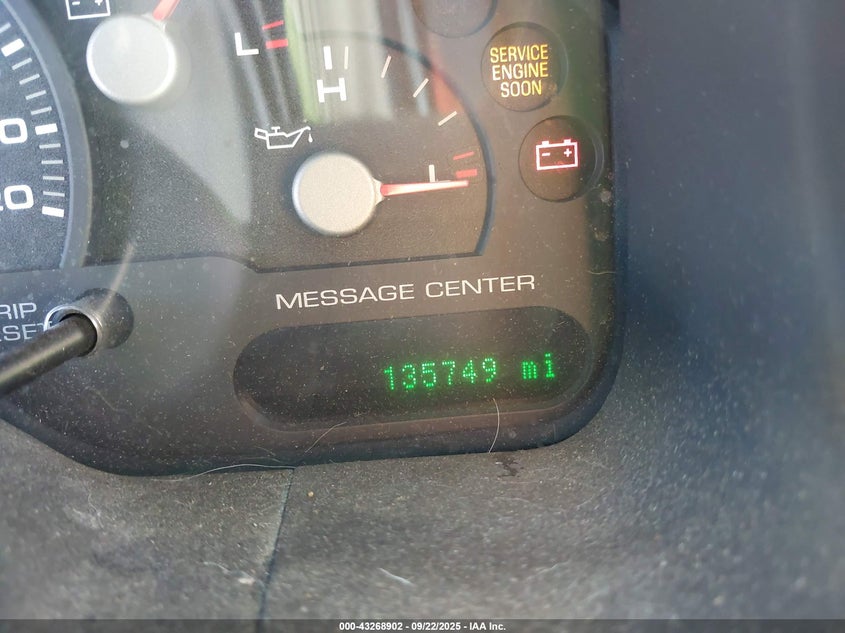 L
H
SERVICE
ENGINE
SOON
L
MESSAGE CENTER
135749 mi
000-43268902 - 09/22/2025 - IAA Inc.